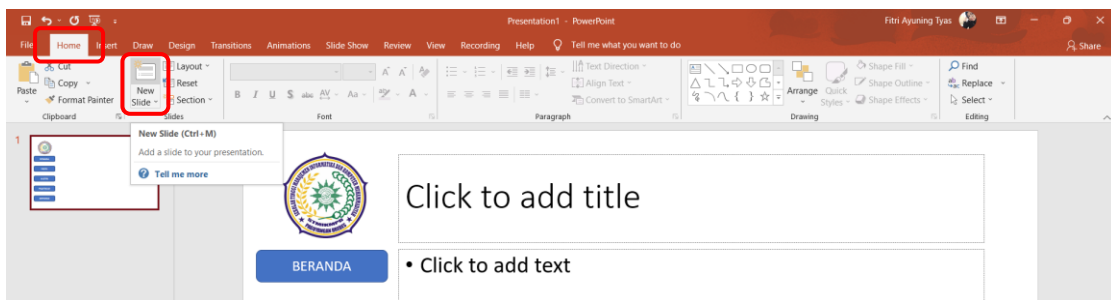 Presentation1 - PowerPoint
Fitri Ayuning Tyas
File Home Insert Draw Design Transitions Animations Slide Show Review View Recording Help Tell me what you want to do
Share
Paste
Cut
Copy
Format Painter
Clipboard
New Slide
Layout
Reset
Section
Slides
B I U S abc AV Aa A A A
Font
Text Direction
Align Text
Convert to SmartArt
Paragraph
Arrange
Quick Styles
Shape Fill
Shape Outline
Shape Effects
Drawing
Find
Replace
Select
Editing
New Slide (Ctrl+M)
Add a slide to your presentation.
Tell me more
1
Click to add title
BERANDA
• Click to add text